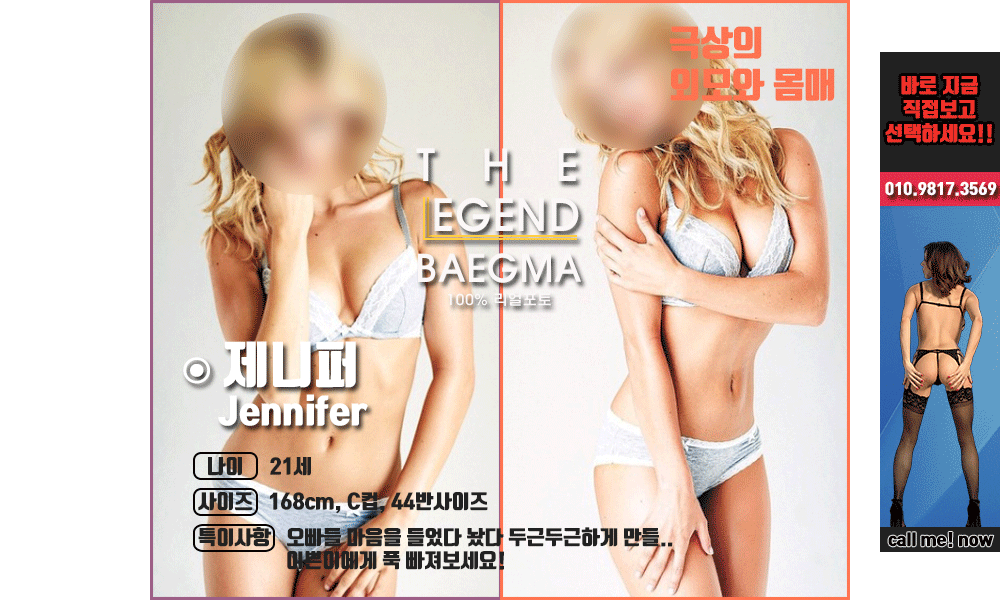 극상의
외모와 몸매
THE
LEGEND
BAEGMA
100% 리얼포토
제니퍼
Jennifer
나이 21세
사이즈 168cm, C컵, 44반사이즈
특이사항 오빠들 마음을 들었다 놨다 두근두근하게 만들..
이쁜이에게 푹 빠져보세요!
바로 지금
직접보고
선택하세요!!
010.9817.3569
call me! now